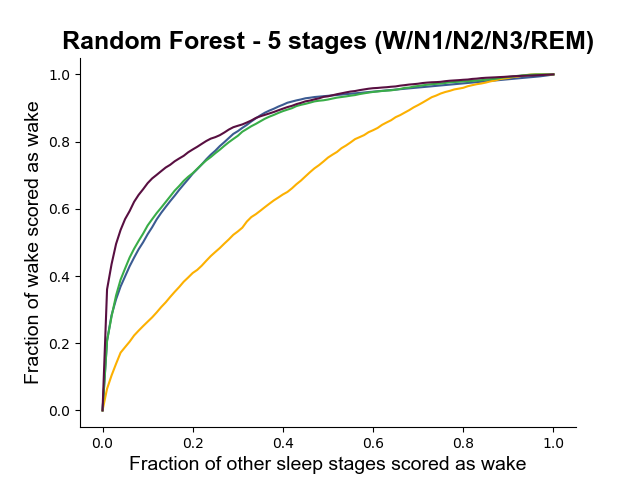 Random Forest - 5 stages (W/N1/N2/N3/REM)
1.0
0.8
0.6
0.4
0.2
0.0
Fraction of wake scored as wake
0.0 0.2 0.4 0.6 0.8 1.0
Fraction of other sleep stages scored as wake